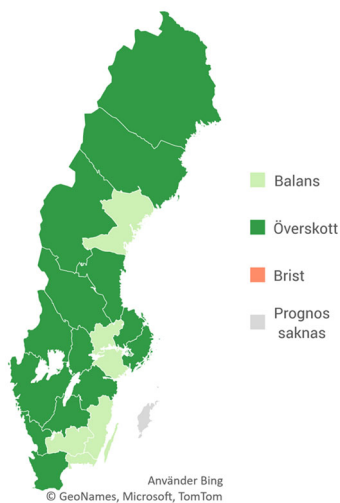 Balans
Överskott
Brist
Prognos
saknas
Använder Bing
© GeoNames, Microsoft, TomTom